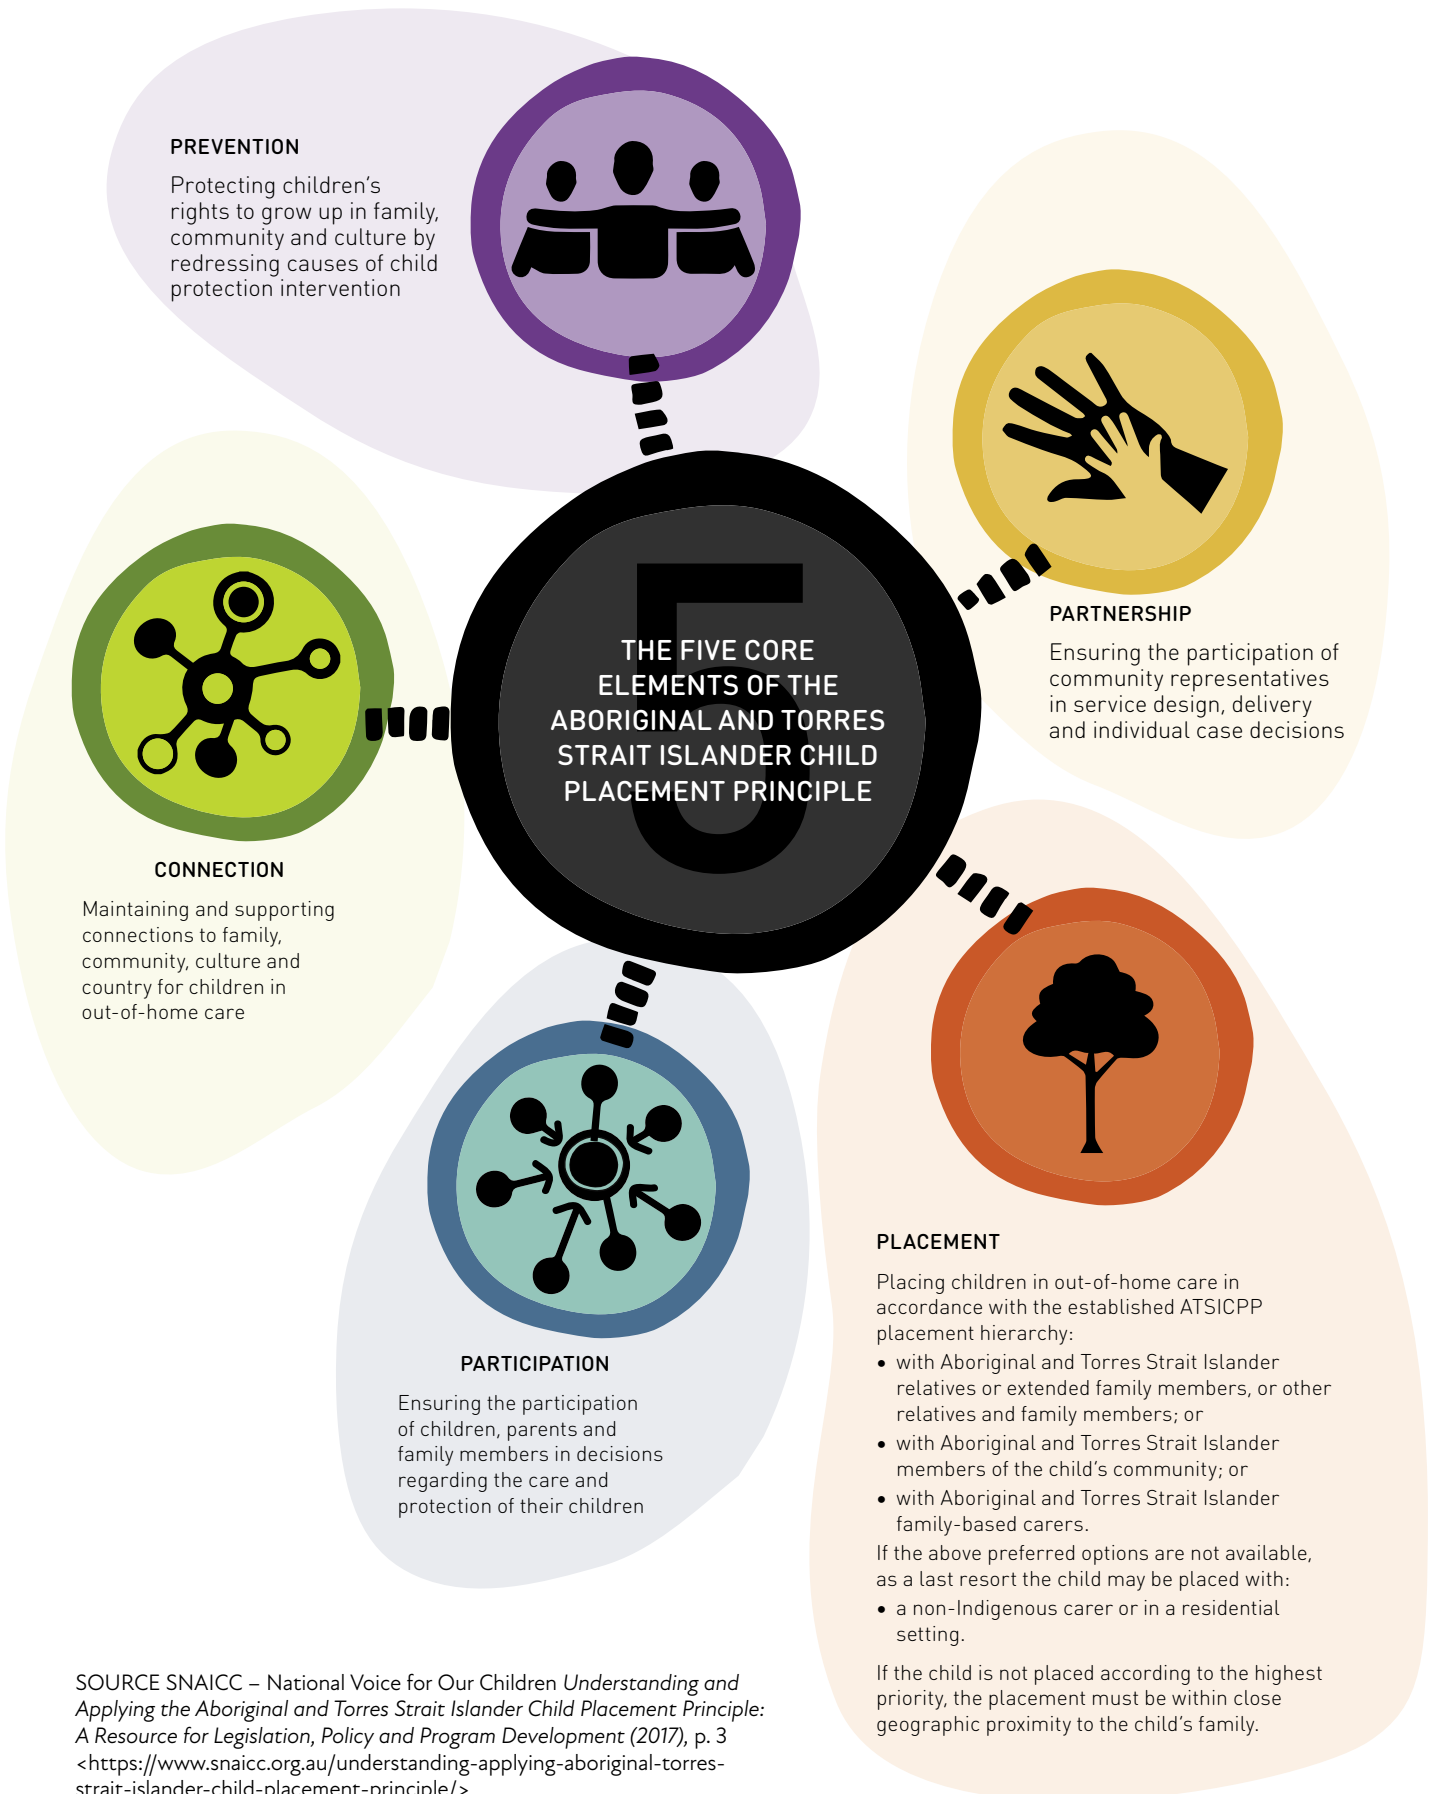 PREVENTION
Protecting children's
rights to grow up in family,
community and culture by
redressing causes of child
protection intervention
PARTNERSHIP
Ensuring the participation of
community representatives
in service design, delivery
and individual case decisions
5
THE FIVE CORE
ELEMENTS OF THE
ABORIGINAL AND TORRES
STRAIT ISLANDER CHILD
PLACEMENT PRINCIPLE
CONNECTION
Maintaining and supporting
connections to family,
community, culture and
country for children in
out-of-home care
PLACEMENT
Placing children in out-of-home care in
accordance with the established ATSICPP
placement hierarchy:
• with Aboriginal and Torres Strait Islander
relatives or extended family members, or other
relatives and family members; or
• with Aboriginal and Torres Strait Islander
members of the child's community; or
• with Aboriginal and Torres Strait Islander
family-based carers.
If the above preferred options are not available,
as a last resort the child may be placed with:
• a non-Indigenous carer or in a residential
setting.
If the child is not placed according to the highest
priority, the placement must be within close
geographic proximity to the child's family.
PARTICIPATION
Ensuring the participation
of children, parents and
family members in decisions
regarding the care and
protection of their children
SOURCE SNAICC – National Voice for Our Children Understanding and
Applying the Aboriginal and Torres Strait Islander Child Placement Principle:
A Resource for Legislation, Policy and Program Development (2017), p. 3
<https://www.snaicc.org.au/understanding-applying-aboriginal-torres-
strait-islander-child-placement-principle/>